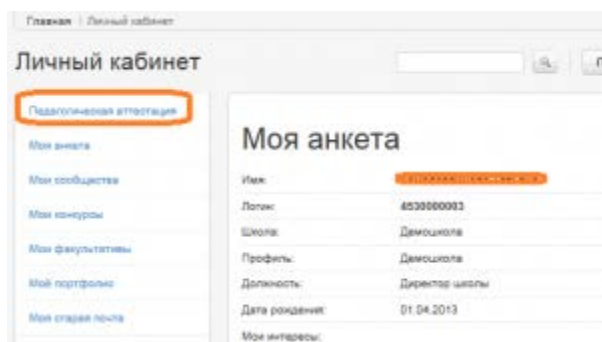 Главная | Личный кабинет
Личный кабинет
Педагогическая аттестация
Моя анкета
Мои сообщества
Мои конкурсы
Мои факультативы
Моё портфолио
Моя старая почта
Моя анкета
Имя:
Логин: 4530000003
Школа: Демошкола
Профиль: Демошкола
Должность: Директор школы
Дата рождения: 01.04.2013
Мои интересы: